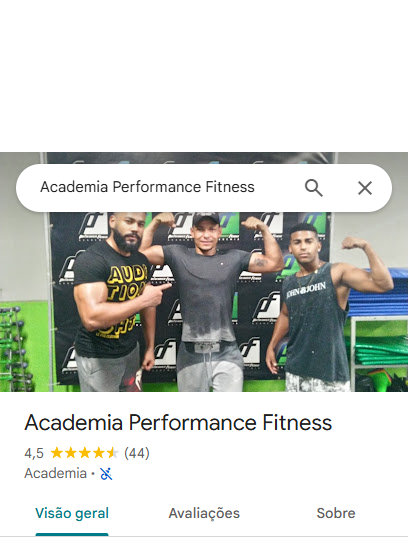 Academia Performance Fitness
AUDI
TION
JOHN JOHN
Academia Performance Fitness
4,5 (44)
Academia ·
Visão geral Avaliações Sobre